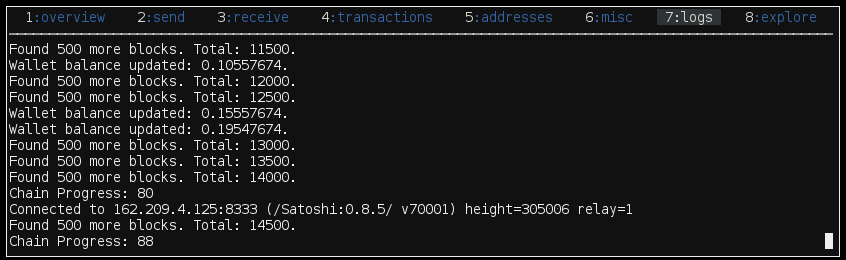 1:overview 2:send 3:receive 4:transactions 5:addresses 6:misc 7:logs 8:explore
Found 500 more blocks. Total: 11500.
Wallet balance updated: 0.10557674.
Found 500 more blocks. Total: 12000.
Found 500 more blocks. Total: 12500.
Wallet balance updated: 0.15557674.
Wallet balance updated: 0.19547674.
Found 500 more blocks. Total: 13000.
Found 500 more blocks. Total: 13500.
Found 500 more blocks. Total: 14000.
Chain Progress: 80
Connected to 162.209.4.125:8333 (/Satoshi:0.8.5/ v70001) height=305006 relay=1
Found 500 more blocks. Total: 14500.
Chain Progress: 88